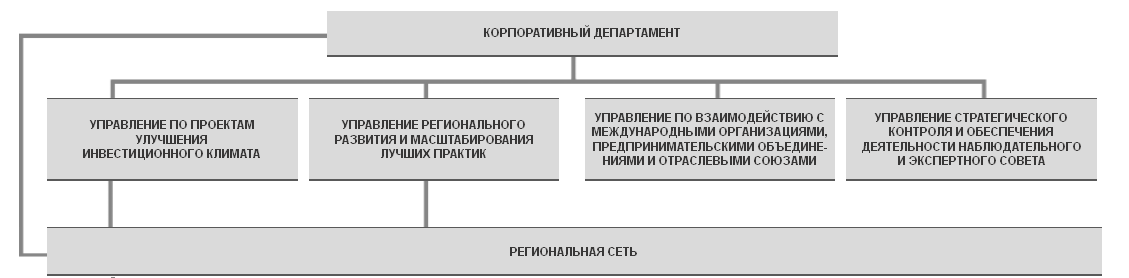 КОРПОРАТИВНЫЙ ДЕПАРТАМЕНТ
УПРАВЛЕНИЕ ПО ПРОЕКТАМ
УЛУЧШЕНИЯ
ИНВЕСТИЦИОННОГО КЛИМАТА
УПРАВЛЕНИЕ РЕГИОНАЛЬНОГО
РАЗВИТИЯ И МАСШТАБИРОВАНИЯ
ЛУЧШИХ ПРАКТИК
УПРАВЛЕНИЕ ПО ВЗАИМОДЕЙСТВИЮ С
МЕЖДУНАРОДНЫМИ ОРГАНИЗАЦИЯМИ,
ПРЕДПРИНИМАТЕЛЬСКИМИ ОБЪЕДИНЕ-
НИЯМИ И ОТРАСЛЕВЫМИ СОЮЗАМИ
УПРАВЛЕНИЕ СТРАТЕГИЧЕСКОГО
КОНТРОЛЯ И ОБЕСПЕЧЕНИЯ
ДЕЯТЕЛЬНОСТИ НАБЛЮДАТЕЛЬНОГО
И ЭКСПЕРТНОГО СОВЕТА
РЕГИОНАЛЬНАЯ СЕТЬ